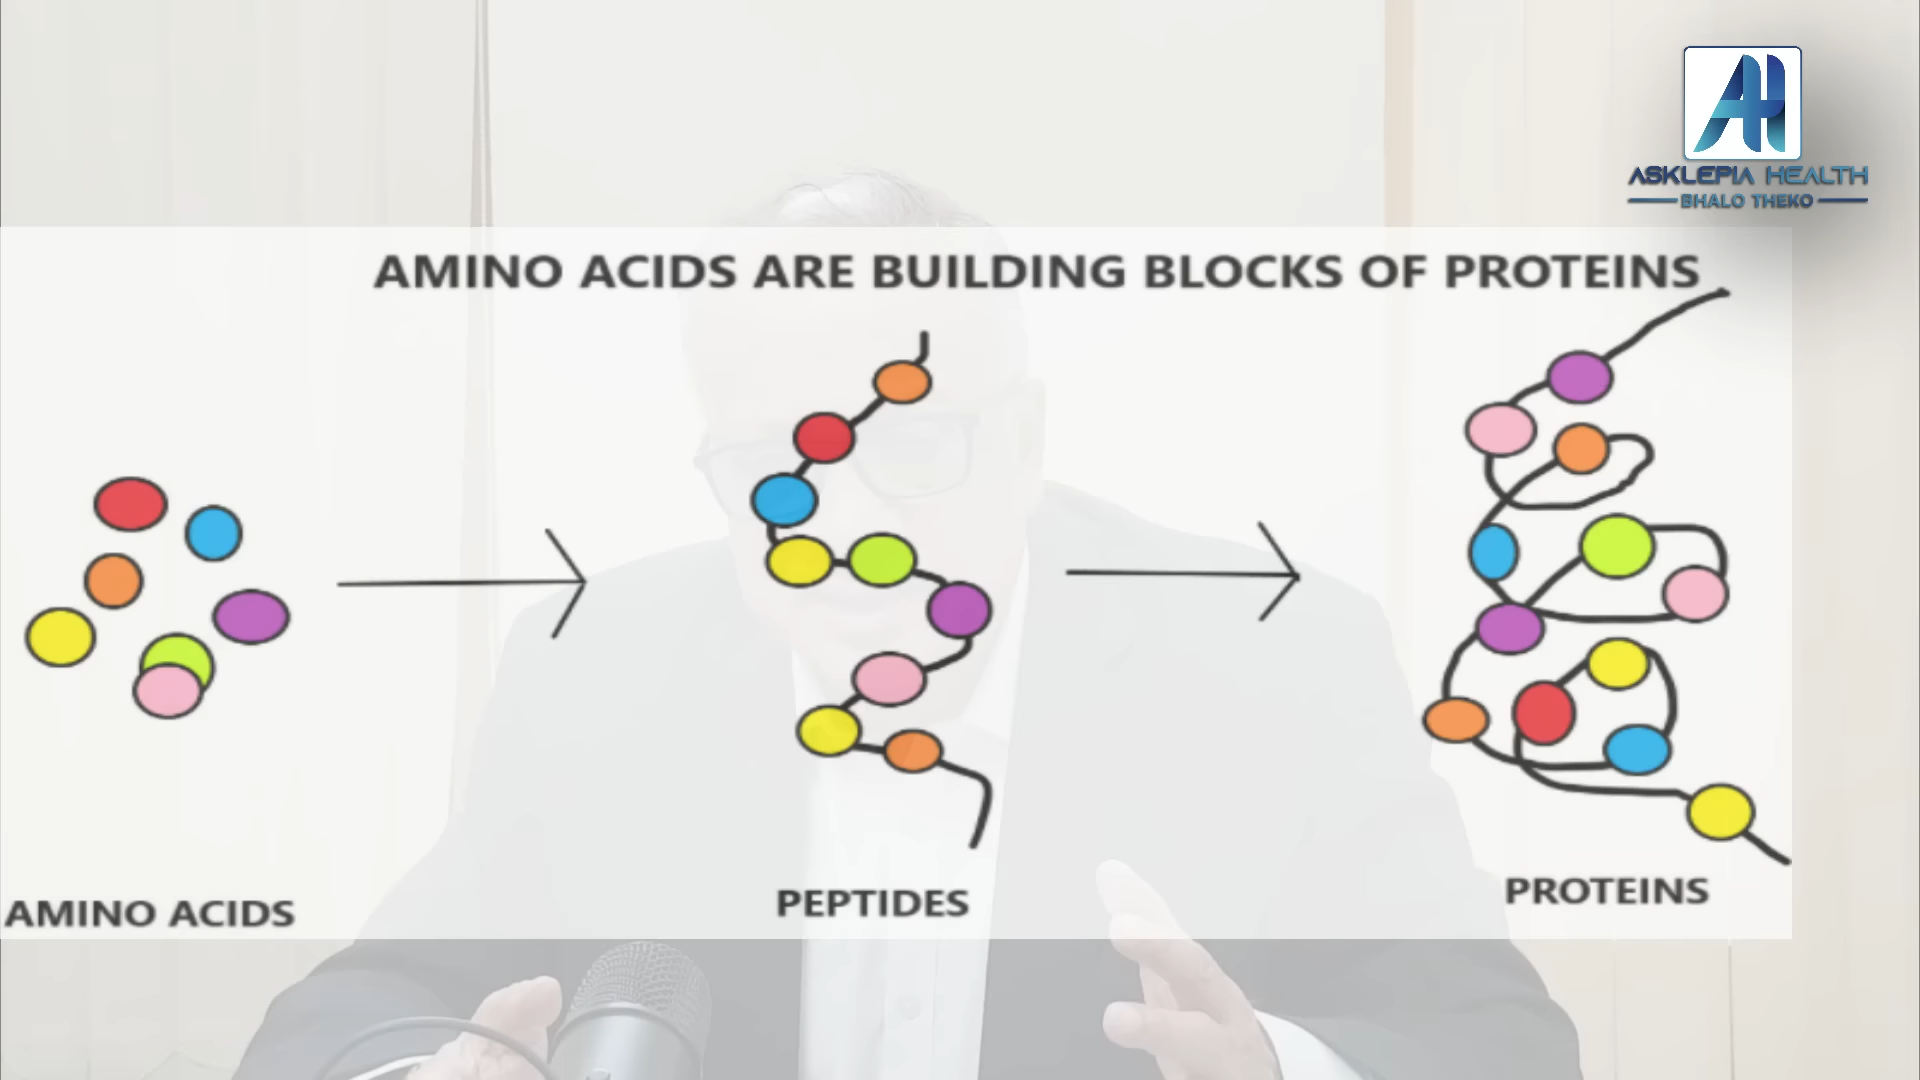 ASKLEPIA HEALTH
BHALO THEKO
AMINO ACIDS ARE BUILDING BLOCKS OF PROTEINS
AMINO ACIDS
PEPTIDES
PROTEINS